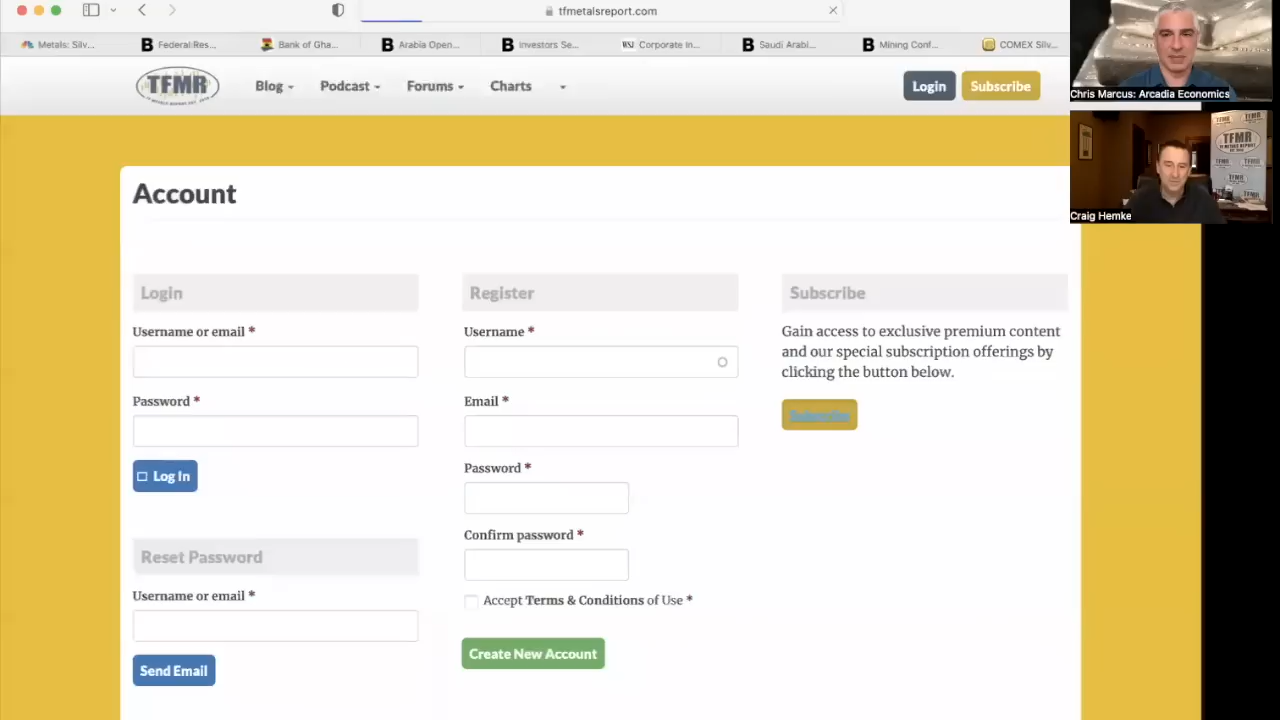 tfmetalsreport.com
Metals: Silv...
Federal:Res...
Bank of Gha...
Arabia Open...
Investors Se...
WSJ Corporate In...
Saudi Arabi...
Mining Conf...
COMEX Silv...
TFMR
Blog
Podcast
Forums
Charts
Login
Subscribe
Chris Marcus: Arcadia Economics
TFMR
Craig Hemke
Account
Login
Username or email *
Password *
Log In
Reset Password
Username or email *
Send Email
Register
Username *
Email *
Password *
Confirm password *
Accept Terms & Conditions of Use *
Create New Account
Subscribe
Gain access to exclusive premium content
and our special subscription offerings by
clicking the button below.
Subscribe